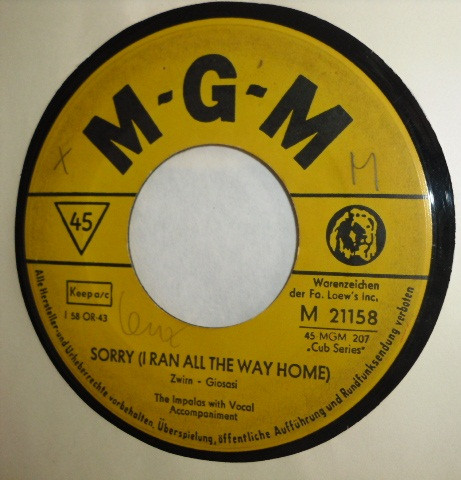 M-G-M
x
M
45
Keeparc
I 58 OR-43
Warenzeichen
der Fa. Loew's Inc.
M 21158
45 MGM 207
„Cub Series"
SORRY (I RAN ALL THE WAY HOME)
Zwirn - Giosasi
The Impalas with Vocal
Accompaniment
Alle Hersteller- und Urheberrechte vorbehalten. Überspielung, öffentliche Aufführung und Rundfunksendung verboten